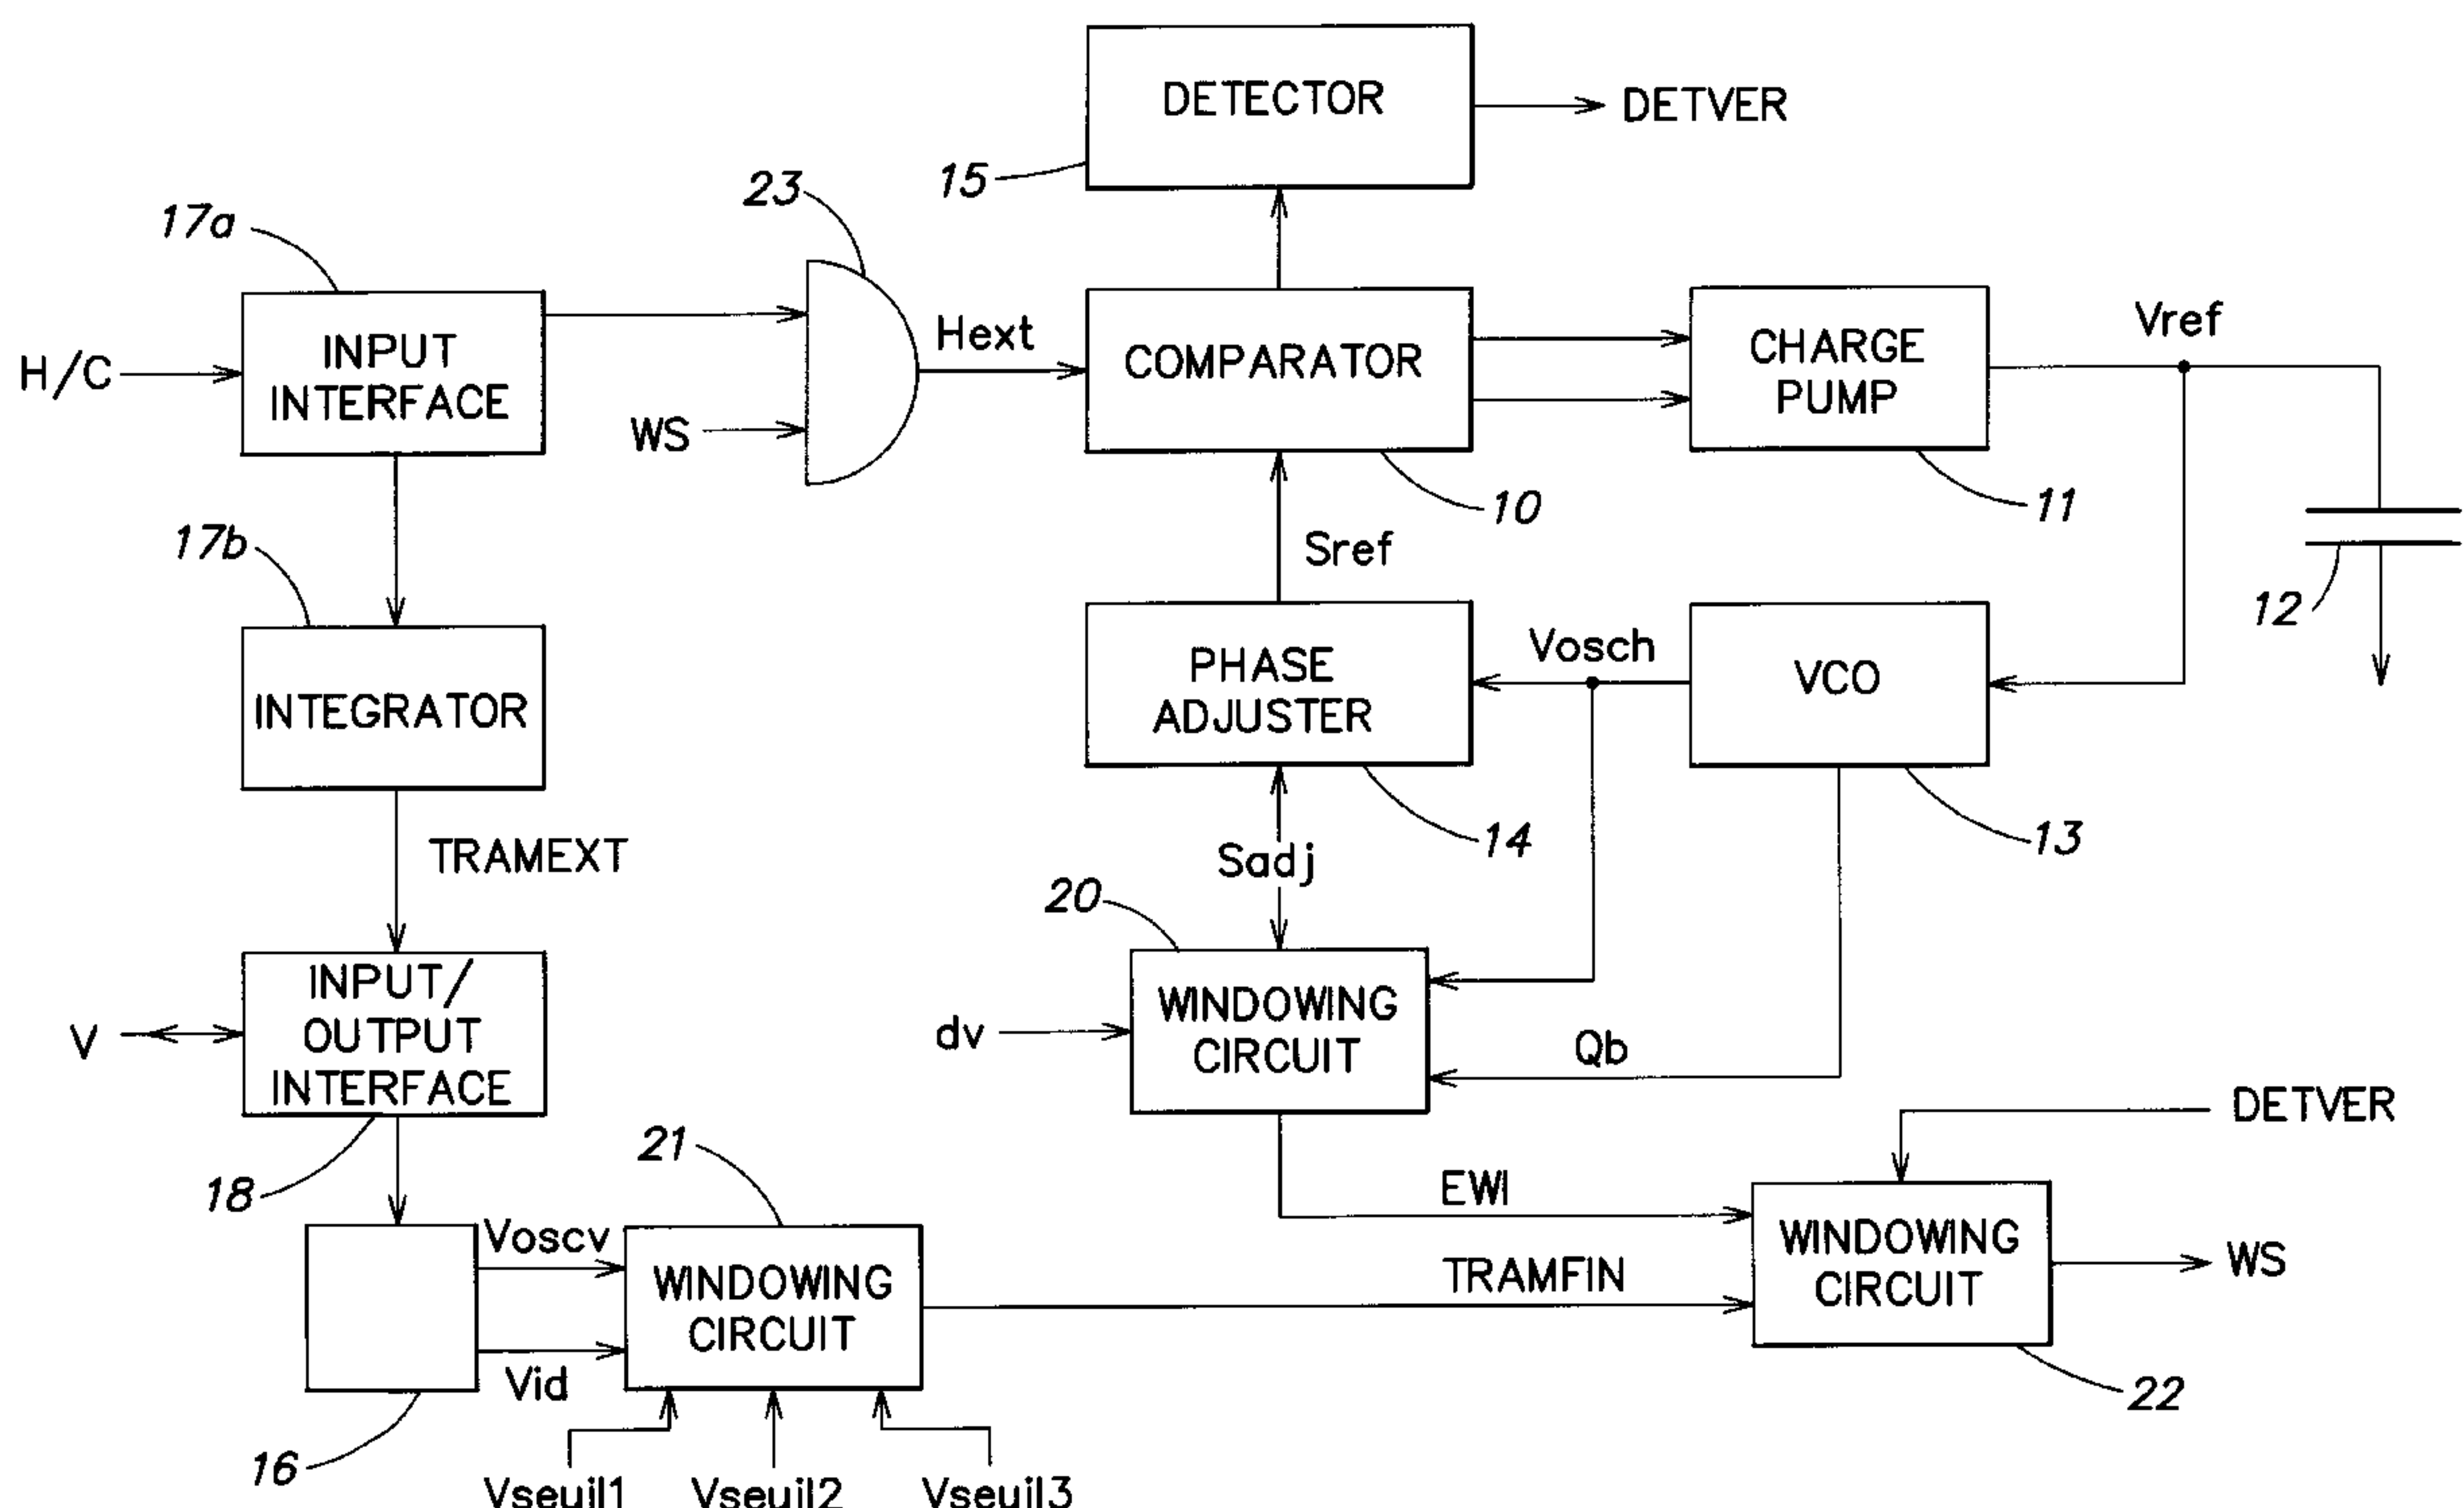 DETECTOR
DETVER
15
23
17a
INPUT
INTERFACE
H/C
WS
Hext
COMPARATOR
10
CHARGE
PUMP
11
Vref
12
17b
INTEGRATOR
Sref
PHASE
ADJUSTER
14
Vosch
VCO
13
TRAMEXT
Sadj
20
INPUT/
OUTPUT
INTERFACE
V
18
dv
WINDOWING
CIRCUIT
Qb
DETVER
21
EWI
16
Voscv
Vid
WINDOWING
CIRCUIT
TRAMFIN
WINDOWING
CIRCUIT
WS
22
Vseuil1
Vseuil2
Vseuil3